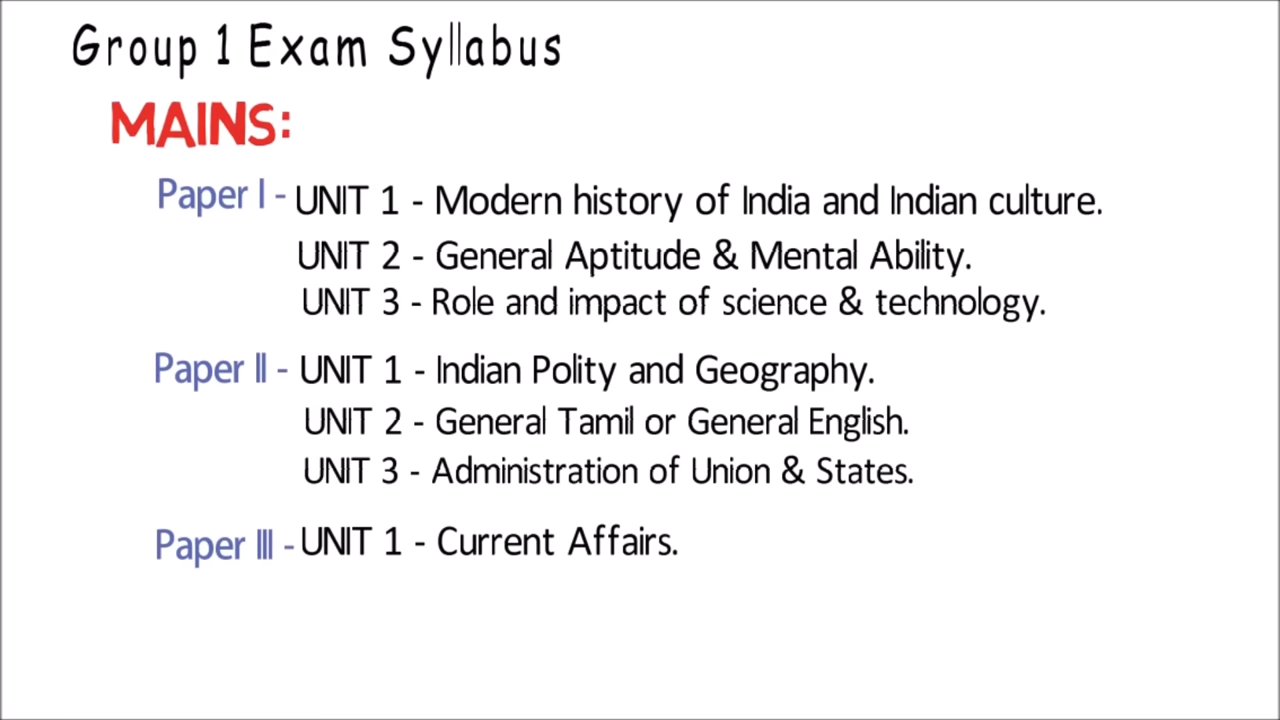 Group 1 Exam Syllabus
MAINS:
Paper I - UNIT 1 - Modern history of India and Indian culture.
UNIT 2 - General Aptitude & Mental Ability.
UNIT 3 - Role and impact of science & technology.
Paper II - UNIT 1 - Indian Polity and Geography.
UNIT 2 - General Tamil or General English.
UNIT 3 - Administration of Union & States.
Paper III - UNIT 1 - Current Affairs.